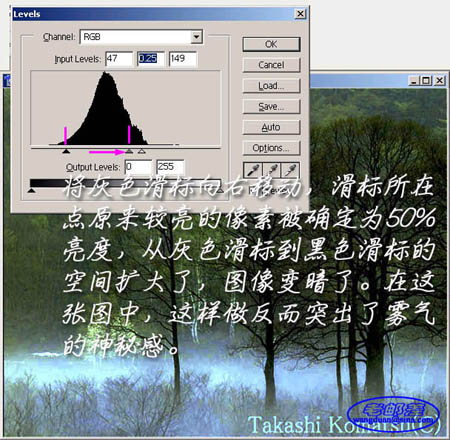 Levels
Channel: RGB
OK
Input Levels: 47 0.25 149
Cancel
Load...
Save...
Auto
Output Levels: 0 255
Options...
将灰色滑标向右移动，滑标所在
点原来较亮的像素被确定为50%
亮度，从灰色滑标到黑色滑标的
空间扩大了，图像变暗了。在这
张图中，这样做反而突出了雾气
的神秘感。
wangduan@sina.com
Takashi Komatsu(C)